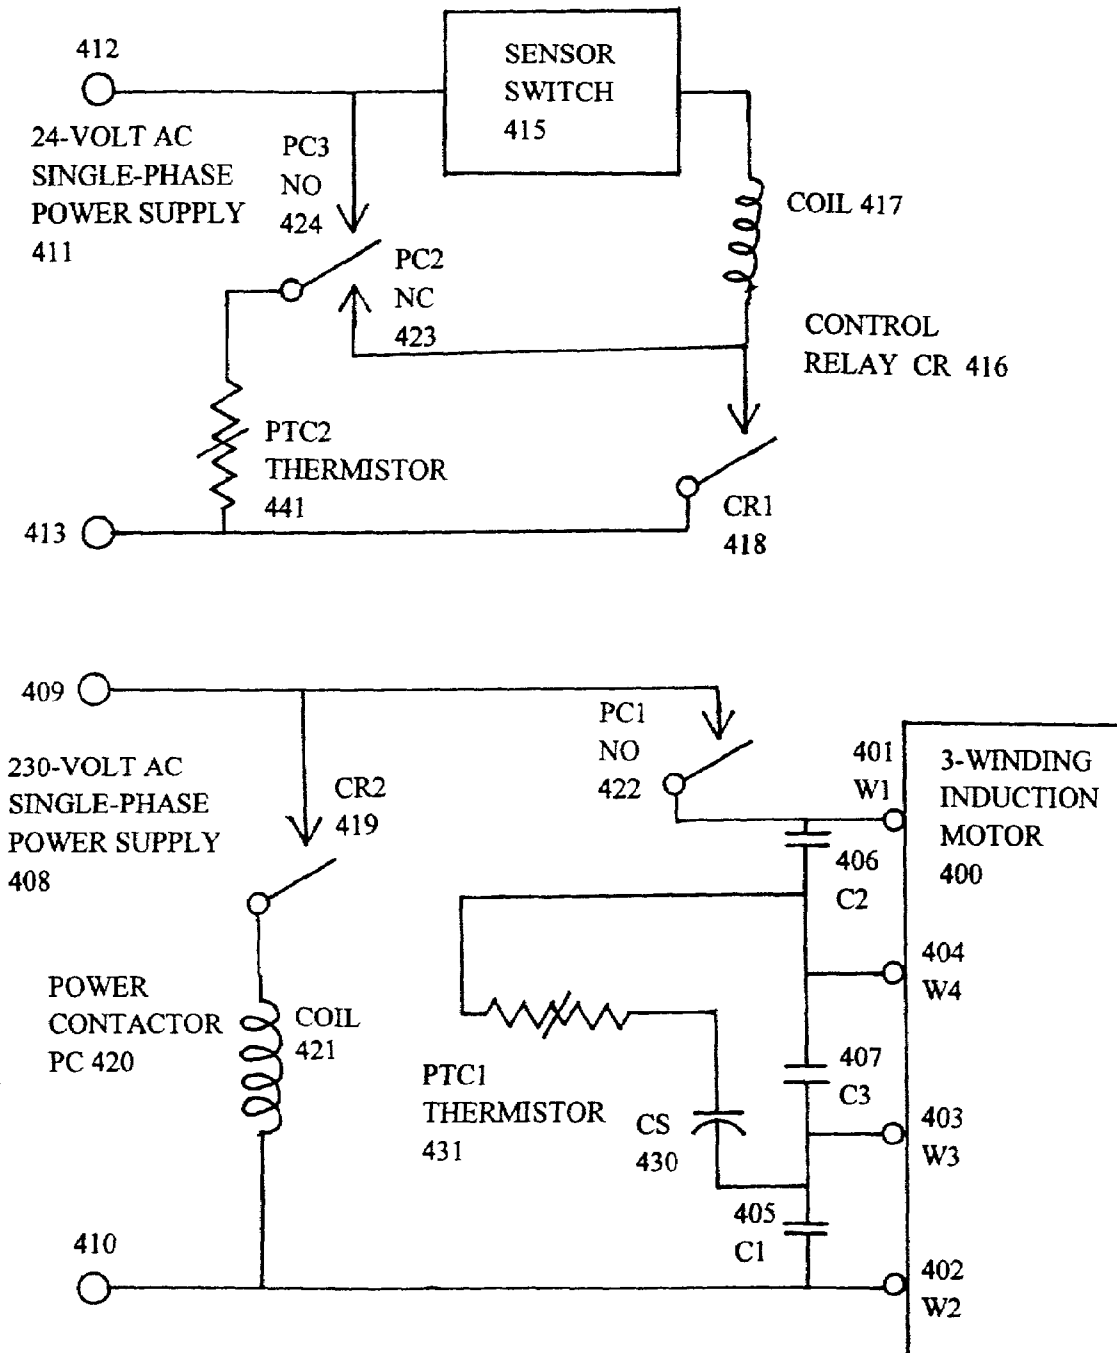 412
24-VOLT AC
SINGLE-PHASE
POWER SUPPLY
411
PC3
NO
424
SENSOR
SWITCH
415
COIL 417
PC2
NC
423
CONTROL
RELAY CR 416
PTC2
THERMISTOR
441
CR1
418
413
409
230-VOLT AC
SINGLE-PHASE
POWER SUPPLY
408
CR2
419
PC1
NO
422
401
W1
3-WINDING
INDUCTION
MOTOR
400
406
C2
404
W4
POWER
CONTACTOR
PC 420
COIL
421
PTC1
THERMISTOR
431
407
C3
CS
430
403
W3
405
C1
410
402
W2